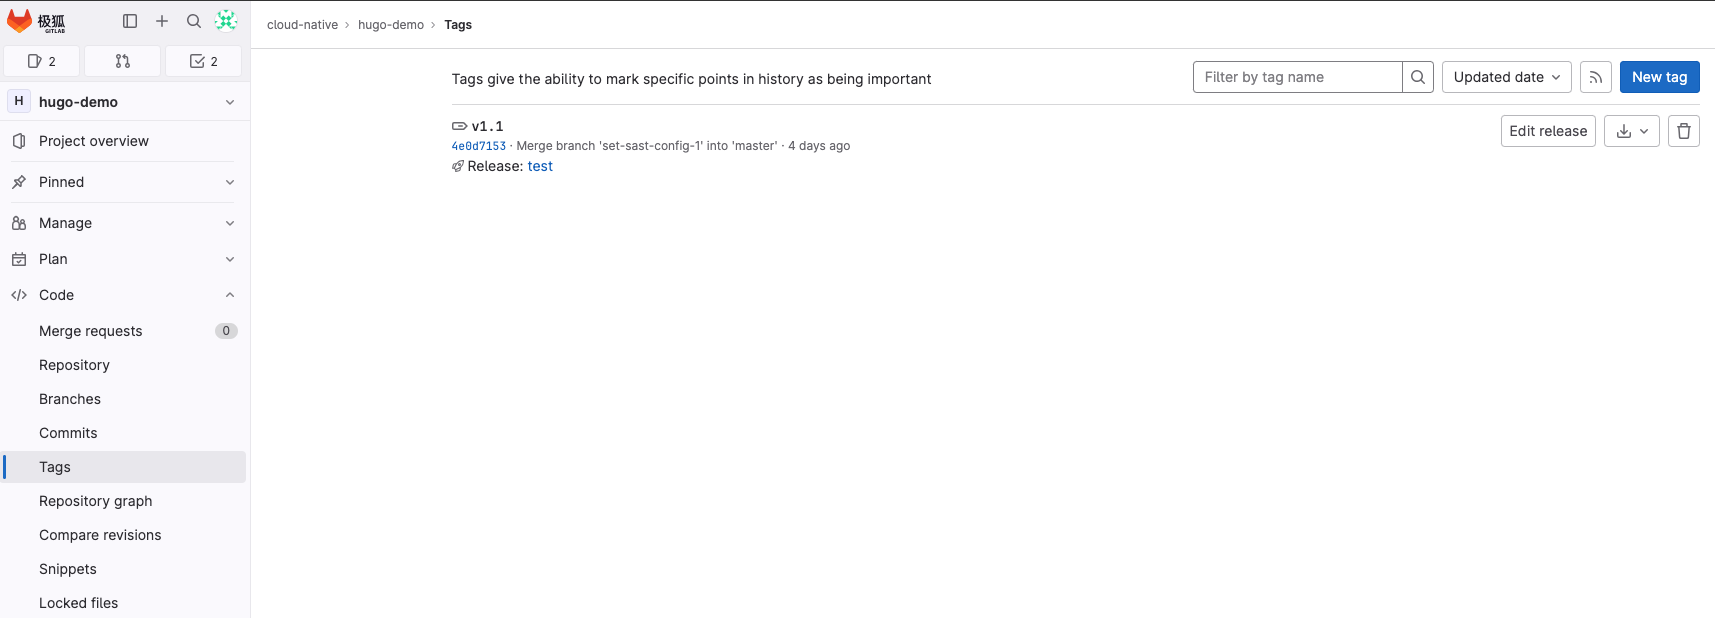 极狐
GITLAB
2
2
H hugo-demo
Project overview
Pinned
Manage
Plan
Code
Merge requests 0
Repository
Branches
Commits
Tags
Repository graph
Compare revisions
Snippets
Locked files
cloud-native › hugo-demo › Tags
Tags give the ability to mark specific points in history as being important
Filter by tag name Updated date New tag
v1.1
4e0d7153 · Merge branch 'set-sast-config-1' into 'master' · 4 days ago
Release: test
Edit release